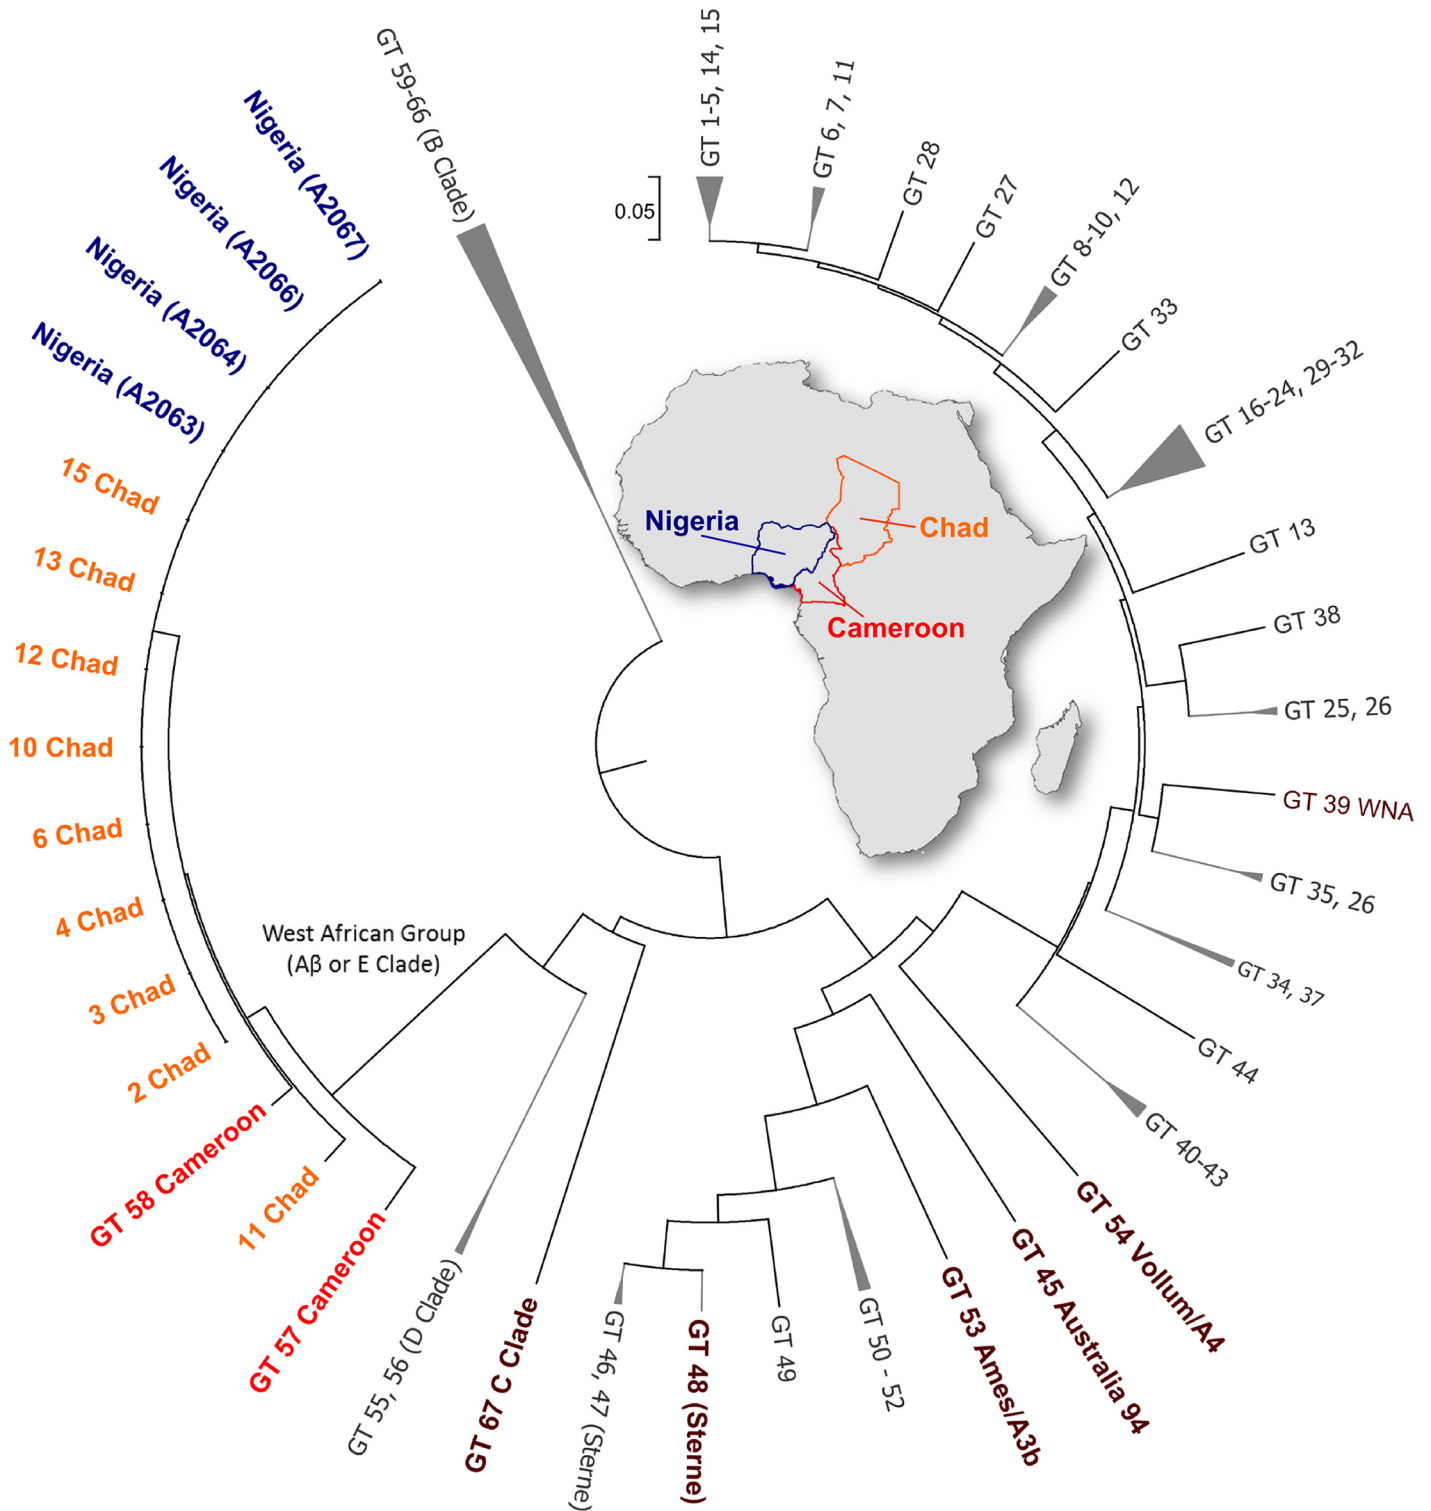 GT 59-66 (B Clade)
GT 1-5, 14, 15
GT 6, 7, 11
GT 28
GT 27
GT 8-10, 12
GT 33
GT 16-24, 29-32
GT 13
GT 38
GT 25, 26
GT 39 WNA
GT 35, 26
GT 34, 37
GT 44
GT 40-43
GT 54 Vollum/A4
GT 45 Australia 94
GT 53 Ames/A3b
GT 50 - 52
GT 49
GT 48 (Sterne)
GT 46, 47 (Sterne)
GT 67 C Clade
GT 55, 56 (D Clade)
GT 57 Cameroon
11 Chad
GT 58 Cameroon
2 Chad
3 Chad
4 Chad
6 Chad
10 Chad
12 Chad
13 Chad
15 Chad
Nigeria (A2063)
Nigeria (A2064)
Nigeria (A2066)
Nigeria (A2067)
0.05
Nigeria
Chad
Cameroon
West African Group
(Aβ or E Clade)